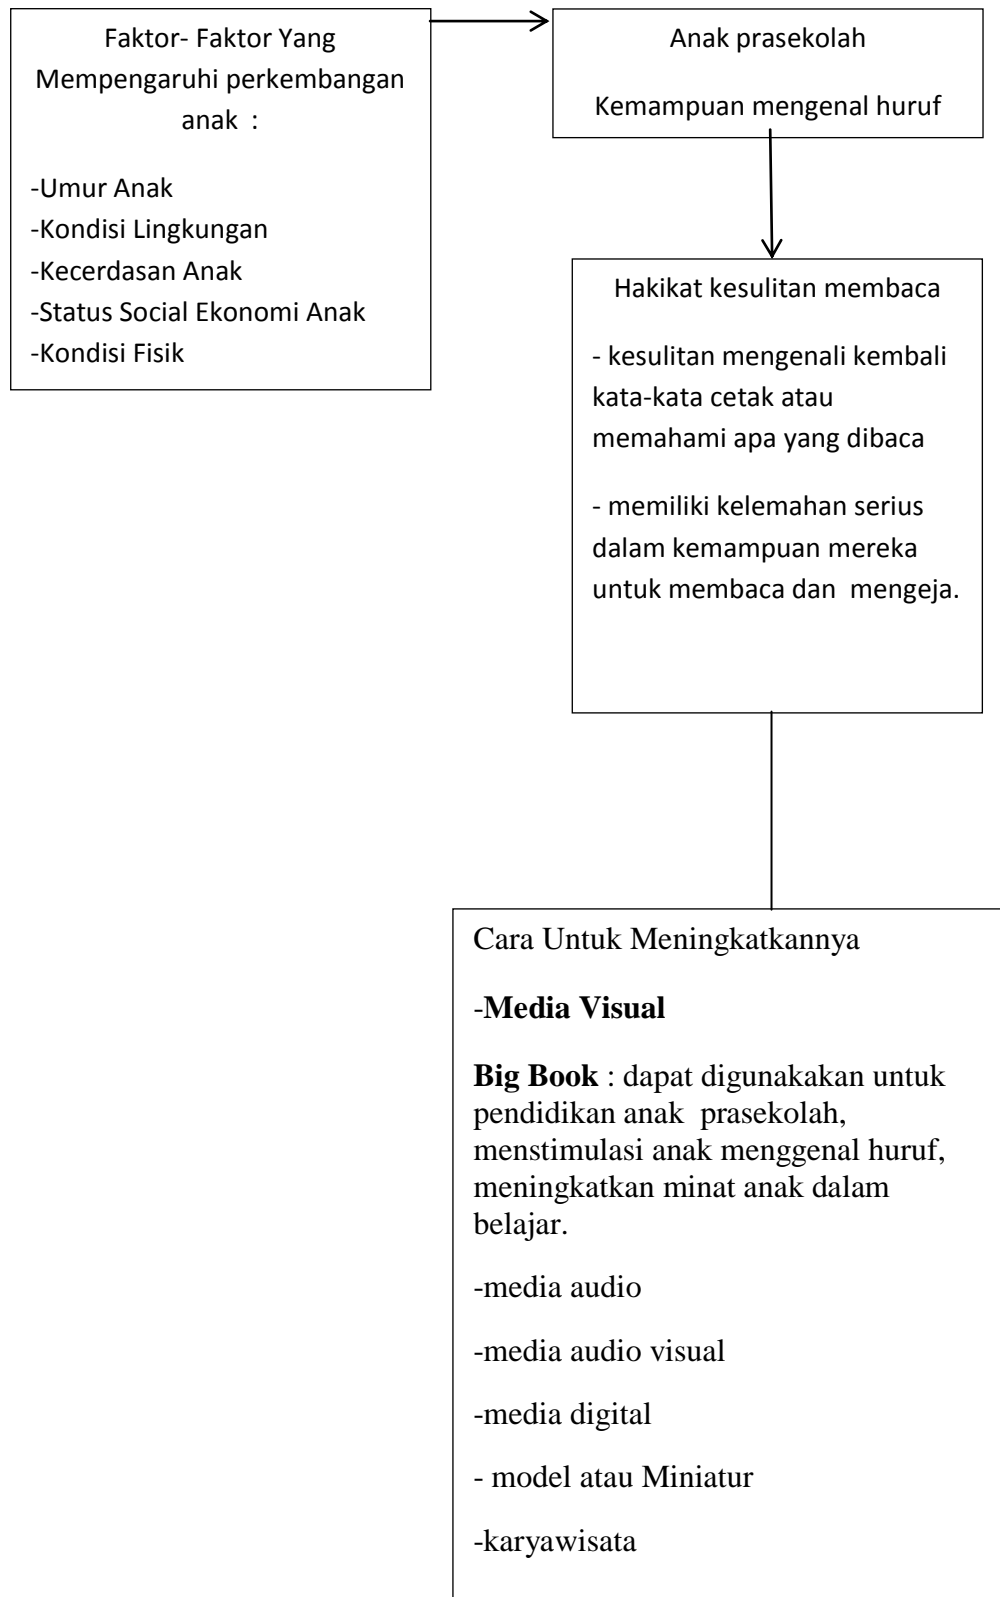 Faktor- Faktor Yang
Mempengaruhi perkembangan
anak :
-Umur Anak
-Kondisi Lingkungan
-Kecerdasan Anak
-Status Social Ekonomi Anak
-Kondisi Fisik
Anak prasekolah
Kemampuan mengenal huruf
Hakikat kesulitan membaca
- kesulitan mengenali kembali
kata-kata cetak atau
memahami apa yang dibaca
- memiliki kelemahan serius
dalam kemampuan mereka
untuk membaca dan mengeja.
Cara Untuk Meningkatkannya
-Media Visual
Big Book : dapat digunakakan untuk
pendidikan anak prasekolah,
menstimulasi anak menggenal huruf,
meningkatkan minat anak dalam
belajar.
-media audio
-media audio visual
-media digital
- model atau Miniatur
-karyawisata